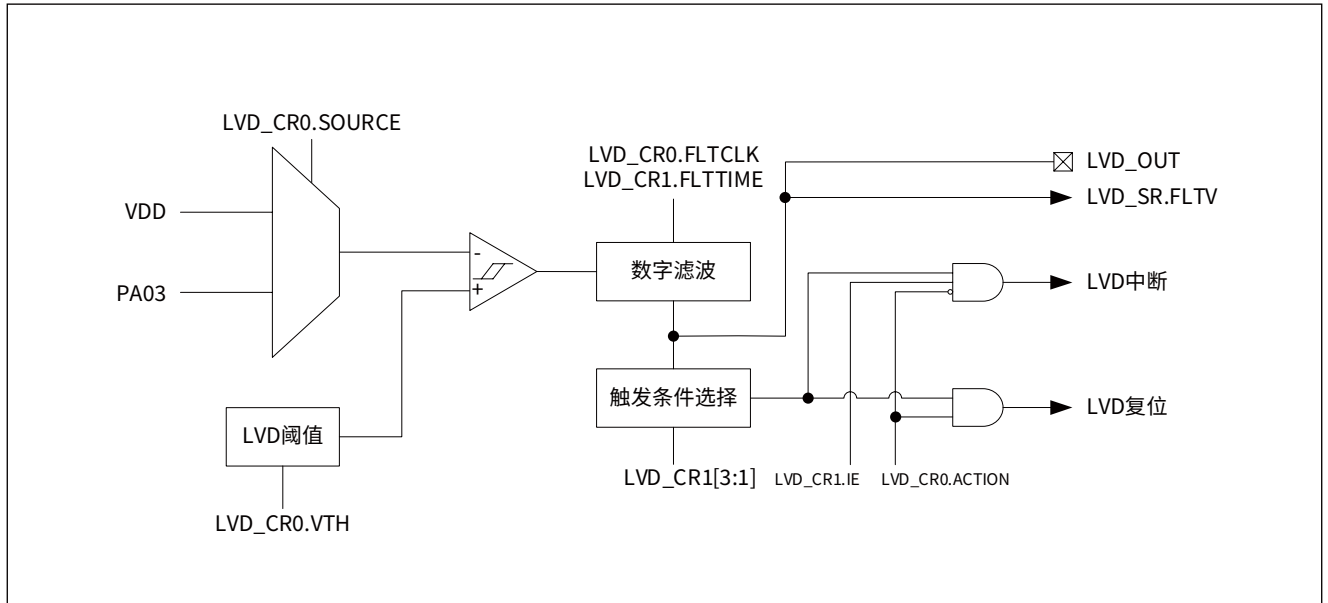 LVD_CR0.SOURCE
VDD
PA03
-
+
LVD阈值
LVD_CR0.VTH
LVD_CR0.FLTCLK
LVD_CR1.FLTTIME
数字滤波
触发条件选择
LVD_CR1[3:1]
LVD_CR1.IE
LVD_CR0.ACTION
LVD_OUT
LVD_SR.FLTV
LVD中断
LVD复位